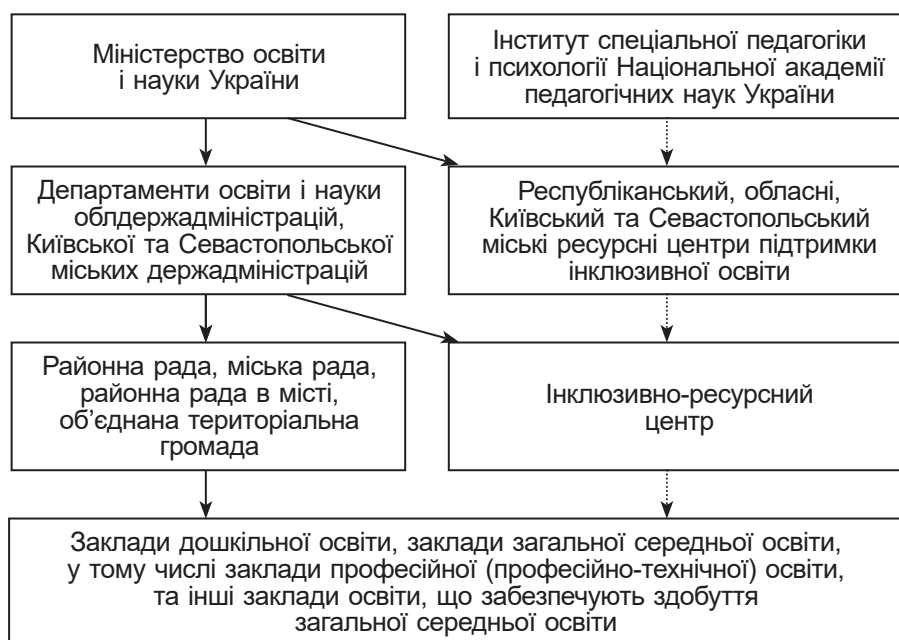 Міністерство освіти
і науки України
Інститут спеціальної педагогіки
і психології Національної академії
педагогічних наук України
Департаменти освіти і науки
облдержадміністрацій,
Київської та Севастопольської
міських держадміністрацій
Республіканський, обласні,
Київський та Севастопольський
міські ресурсні центри підтримки
інклюзивної освіти
Районна рада, міська рада,
районна рада в місті,
об’єднана територіальна
громада
Інклюзивно-ресурсний
центр
Заклади дошкільної освіти, заклади загальної середньої освіти,
у тому числі заклади професійної (професійно-технічної) освіти,
та інші заклади освіти, що забезпечують здобуття
загальної середньої освіти